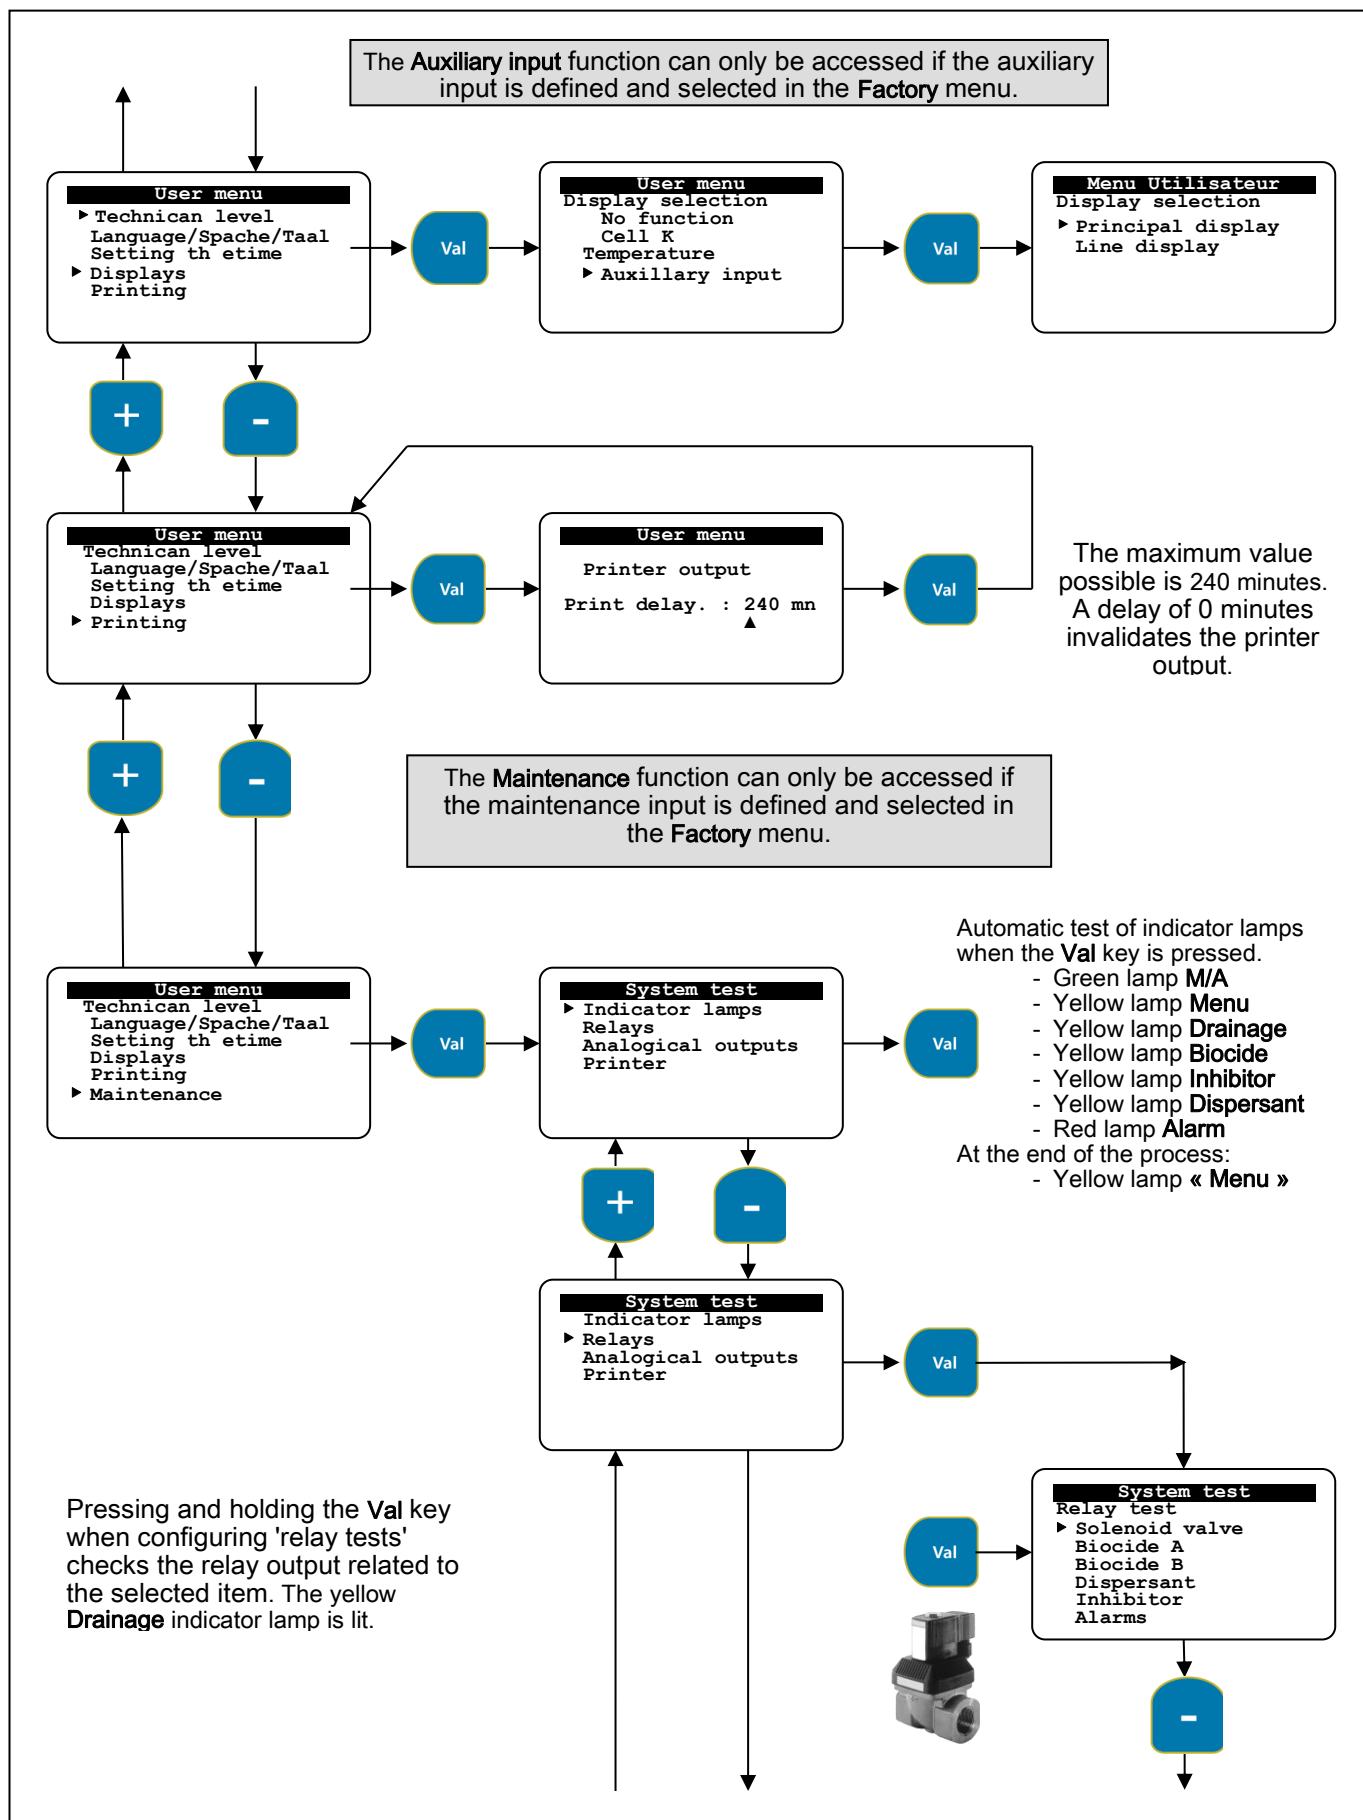 The Auxiliary input function can only be accessed if the auxiliary
input is defined and selected in the Factory menu.
User menu
Technican level
Language/Spache/Taal
Setting th etime
Displays
Printing
Val
User menu
Display selection
No function
Cell K
Temperature
Auxillary input
Val
Menu Utilisateur
Display selection
Principal display
Line display
+
-
User menu
Technican level
Language/Spache/Taal
Setting th etime
Displays
Printing
Val
User menu
Printer output
Print delay. : 240 mn
Val
The maximum value
possible is 240 minutes.
A delay of 0 minutes
invalidates the printer
output.
+
-
The Maintenance function can only be accessed if
the maintenance input is defined and selected in
the Factory menu.
User menu
Technican level
Language/Spache/Taal
Setting th etime
Displays
Printing
Maintenance
Val
System test
Indicator lamps
Relays
Analogical outputs
Printer
Val
Automatic test of indicator lamps
when the Val key is pressed.
- Green lamp M/A
- Yellow lamp Menu
- Yellow lamp Drainage
- Yellow lamp Biocide
- Yellow lamp Inhibitor
- Yellow lamp Dispersant
- Red lamp Alarm
At the end of the process:
- Yellow lamp « Menu »
+
-
System test
Indicator lamps
Relays
Analogical outputs
Printer
Val
Pressing and holding the Val key
when configuring 'relay tests'
checks the relay output related to
the selected item. The yellow
Drainage indicator lamp is lit.
Val
System test
Relay test
Solenoid valve
Biocide A
Biocide B
Dispersant
Inhibitor
Alarms
-